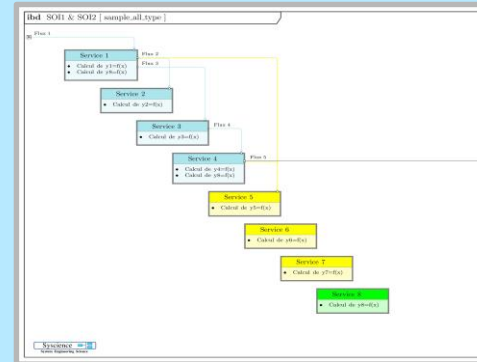 ibd SOI1 & SOI2 [ sample_all_type ]
Flux 1
Service 1
Flux 2
• Calcul de y1=f(x)
• Calcul de y8=f(x)
Flux 3
Service 2
• Calcul de y2=f(x)
Service 3
Flux 4
• Calcul de y3=f(x)
Service 4
Flux 5
• Calcul de y4=f(x)
• Calcul de y8=f(x)
Service 5
• Calcul de y5=f(x)
Service 6
• Calcul de y6=f(x)
Service 7
• Calcul de y7=f(x)
Service 8
• Calcul de y8=f(x)
Syscience
System Engineering Science